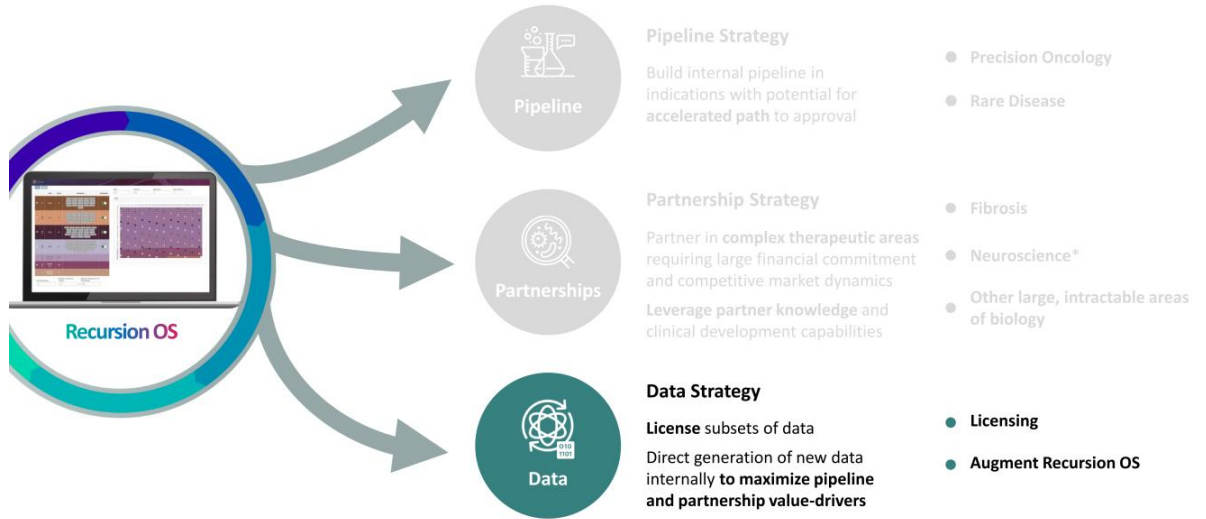 Recursion OS
Pipeline
Pipeline Strategy
Build internal pipeline in
indications with potential for
accelerated path to approval
Precision Oncology
Rare Disease
Partnerships
Partnership Strategy
Partner in complex therapeutic areas
requiring large financial commitment
and competitive market dynamics
Leverage partner knowledge and
clinical development capabilities
Fibrosis
Neuroscience*
Other large, intractable areas
of biology
010
1101
Data
Data Strategy
License subsets of data
Direct generation of new data
internally to maximize pipeline
and partnership value-drivers
Licensing
Augment Recursion OS